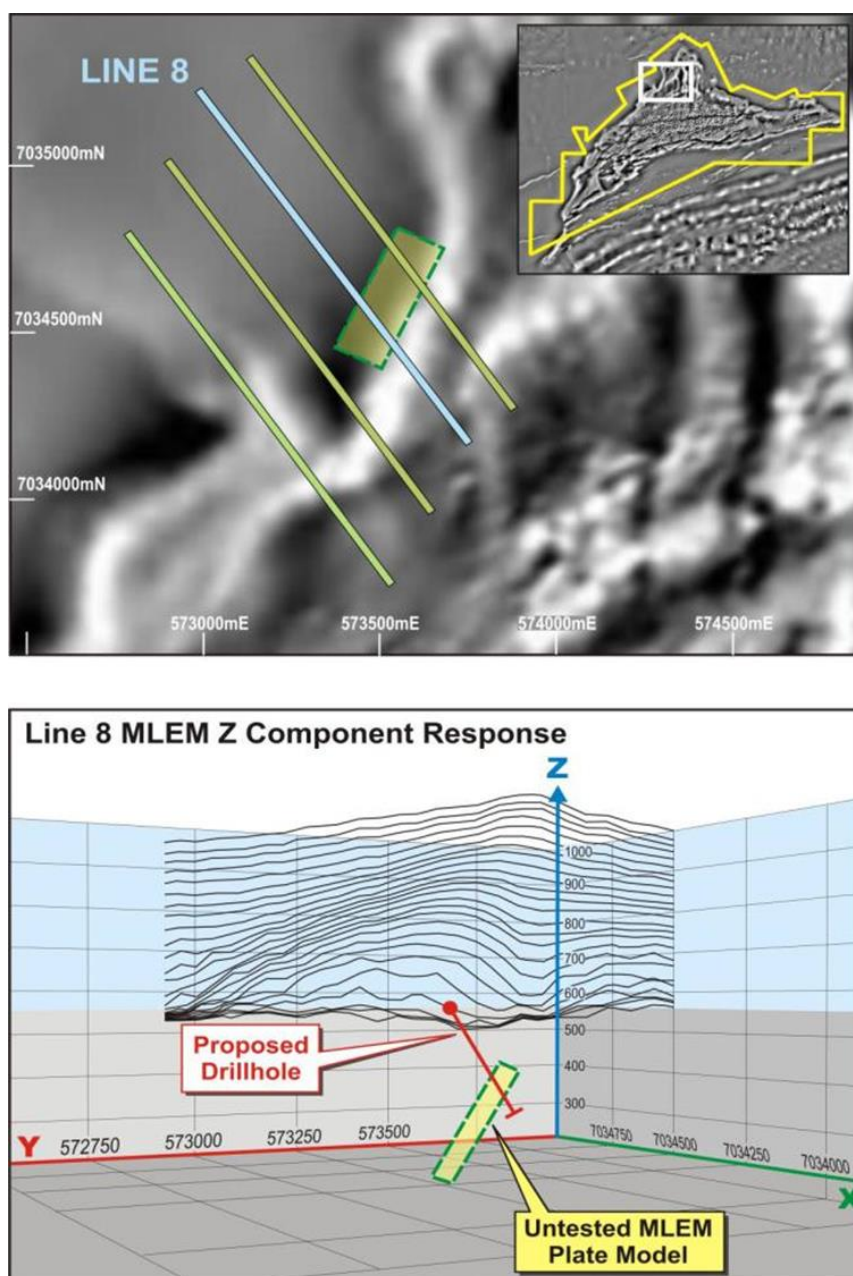 LINE 8
7035000mN
7034500mN
7034000mN
573000mE
573500mE
574000mE
574500mE
Line 8 MLEM Z Component Response
Z
1000
900
800
700
600
500
400
300
Proposed
Drillhole
Y
572750
573000
573250
573500
7034750
7034500
7034250
7034000
X
Untested MLEM
Plate Model